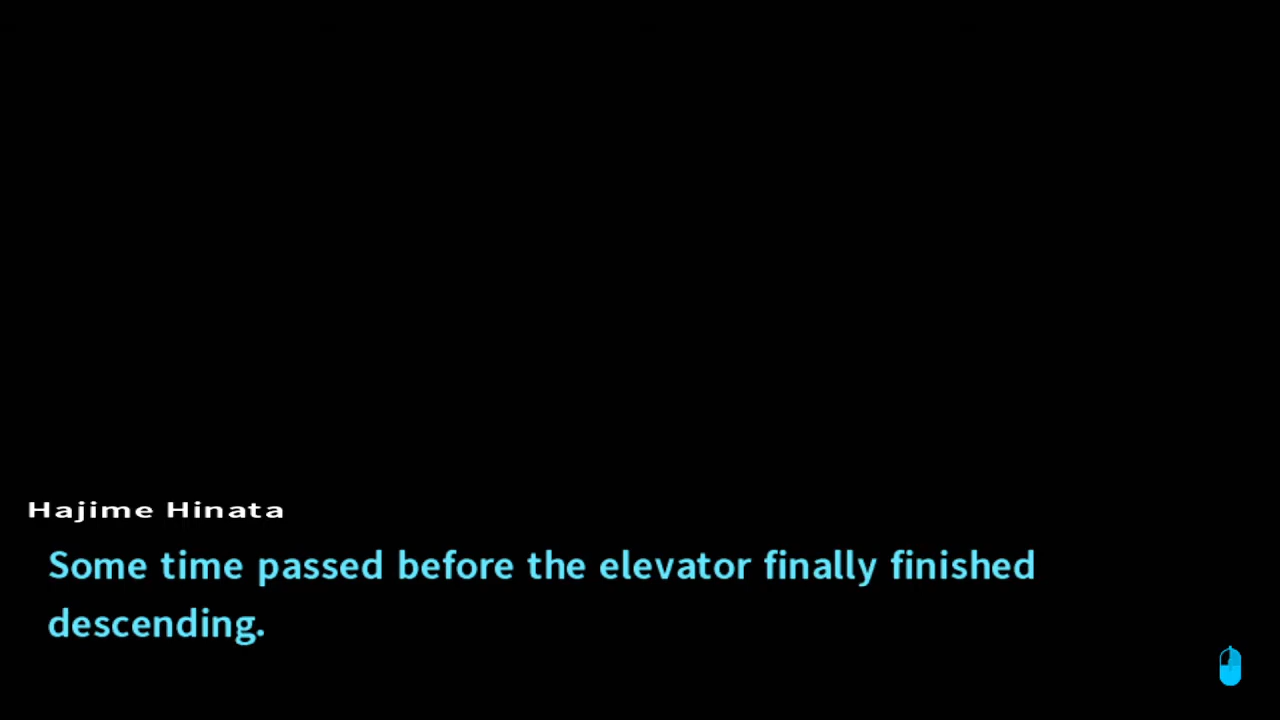 Hajime Hinata
Some time passed before the elevator finally finished
descending.